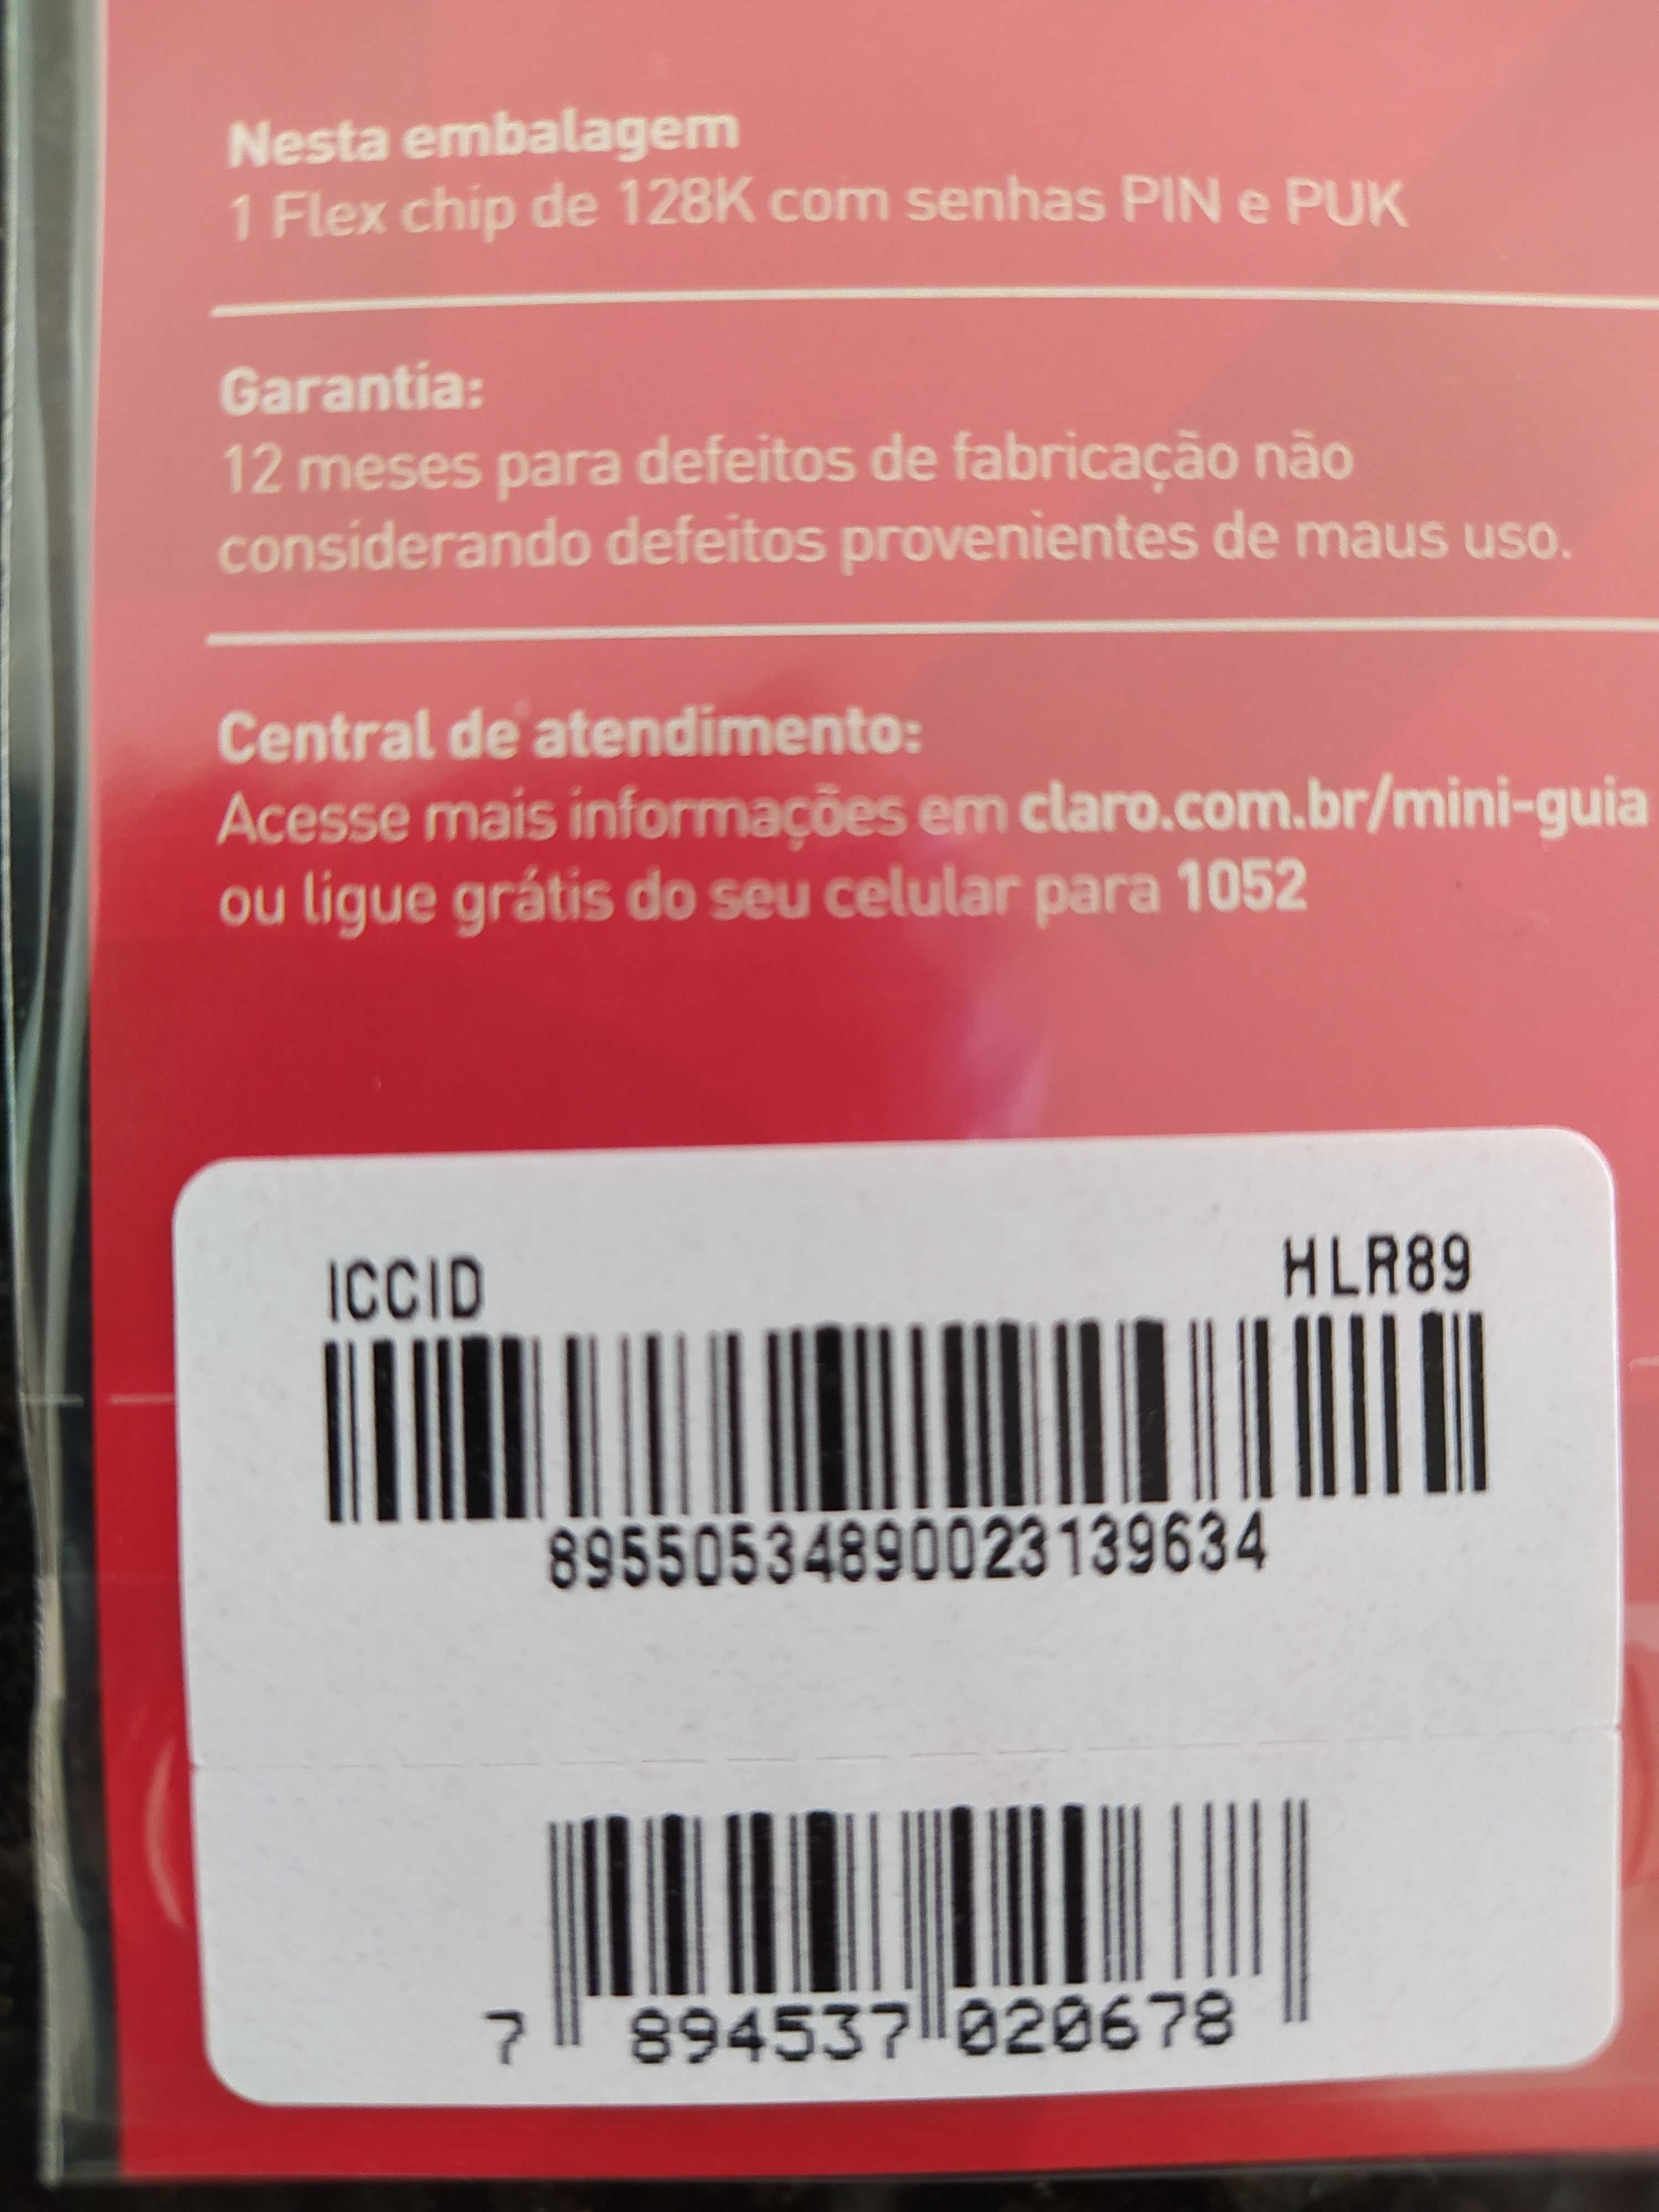 Nesta embalagem
1 Flex chip de 128K com senhas PIN e PUK
Garantia:
12 meses para defeitos de fabricação não
considerando defeitos provenientes de maus uso.
Central de atendimento:
Acesse mais informações em claro.com.br/mini-guia
ou ligue grátis do seu celular para 1052
ICCID HLR89
89550534890023139634
7 894537 020678